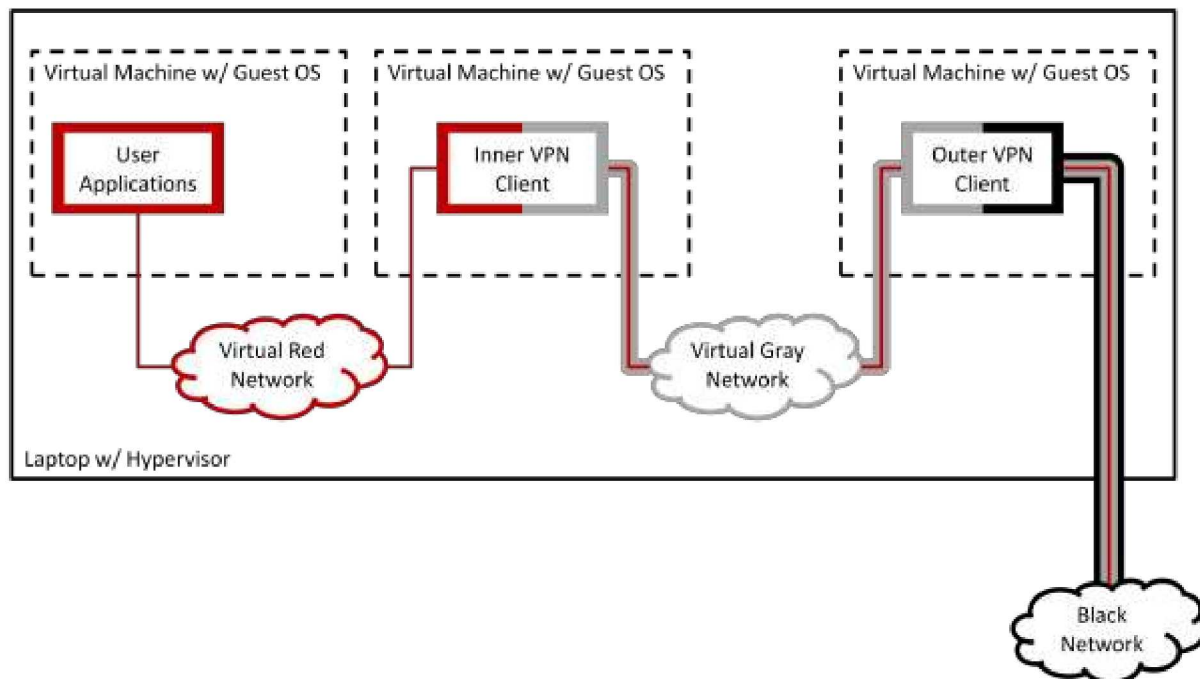 Virtual Machine w/ Guest OS
User
Applications
Virtual Machine w/ Guest OS
Inner VPN
Client
Virtual Machine w/ Guest OS
Outer VPN
Client
Virtual Red
Network
Virtual Gray
Network
Laptop w/ Hypervisor
Black
Network